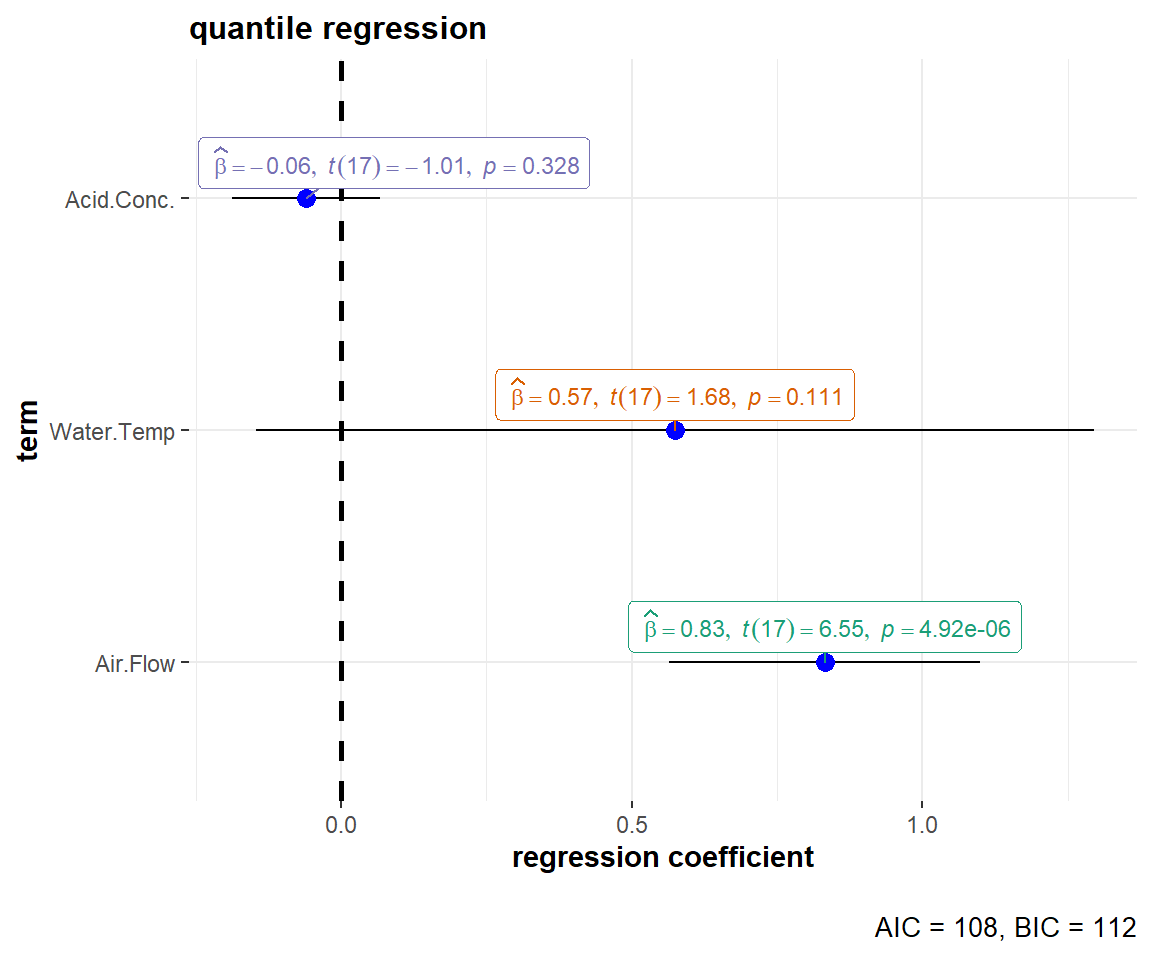 quantile regression
β̂ = −0.06, t(17) = −1.01, p = 0.328
Acid.Conc.
β̂ = 0.57, t(17) = 1.68, p = 0.111
Water.Temp
term
β̂ = 0.83, t(17) = 6.55, p = 4.92e-06
Air.Flow
0.0 0.5 1.0
regression coefficient
AIC = 108, BIC = 112